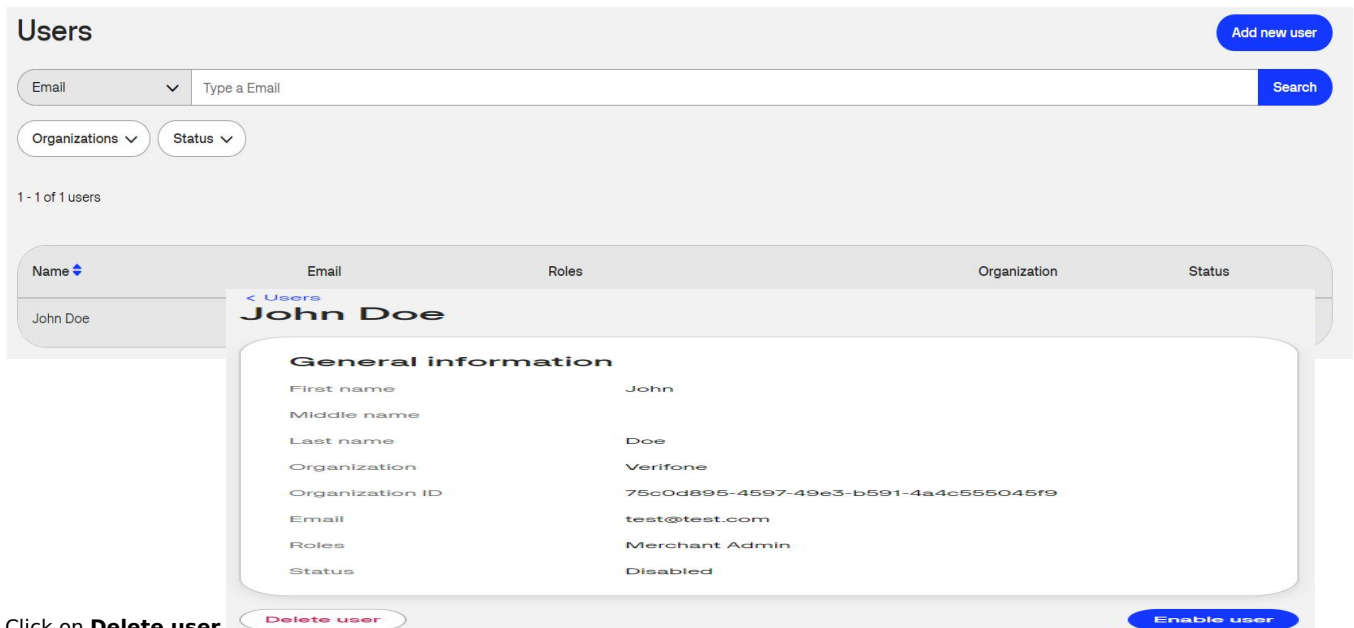 Users
Add new user
Email Type a Email Search
Organizations Status
1 - 1 of 1 users
Name Email Roles Organization Status
John Doe
< Users
John Doe
General information
First name John
Middle name
Last name Doe
Organization Verifone
Organization ID 75c0d895-4597-49e3-b591-4a4c555045f9
Email test@test.com
Roles Merchant Admin
Status Disabled
Delete user Enable user
Click on Delete user